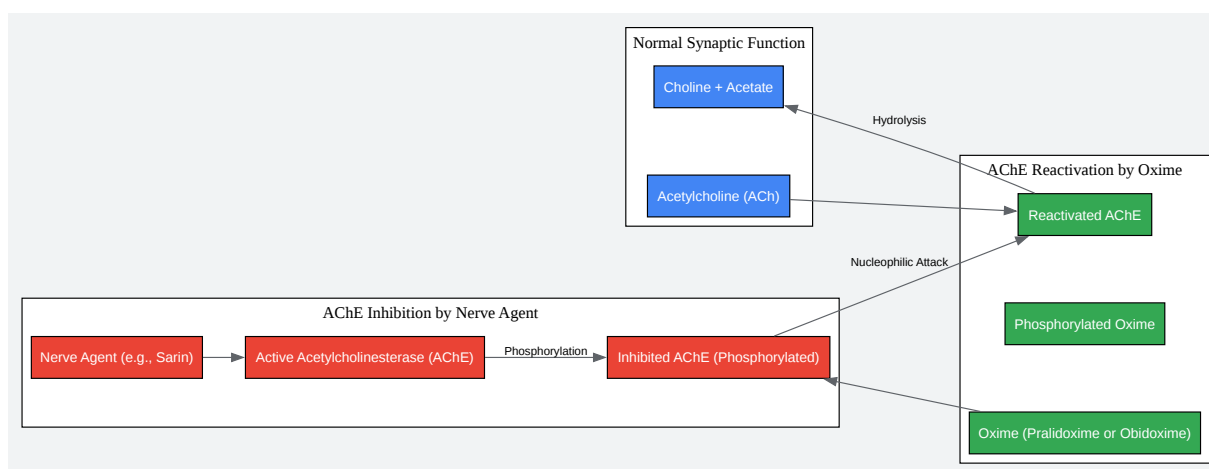 Normal Synaptic Function
Choline + Acetate
Hydrolysis
AChE Reactivation by Oxime
Acetylcholine (ACh)
Reactivated AChE
Nucleophilic Attack
AChE Inhibition by Nerve Agent
Phosphorylated Oxime
Nerve Agent (e.g., Sarin)
Active Acetylcholinesterase (AChE)
Phosphorylation
Inhibited AChE (Phosphorylated)
Oxime (Pralidoxime or Obidoxime)